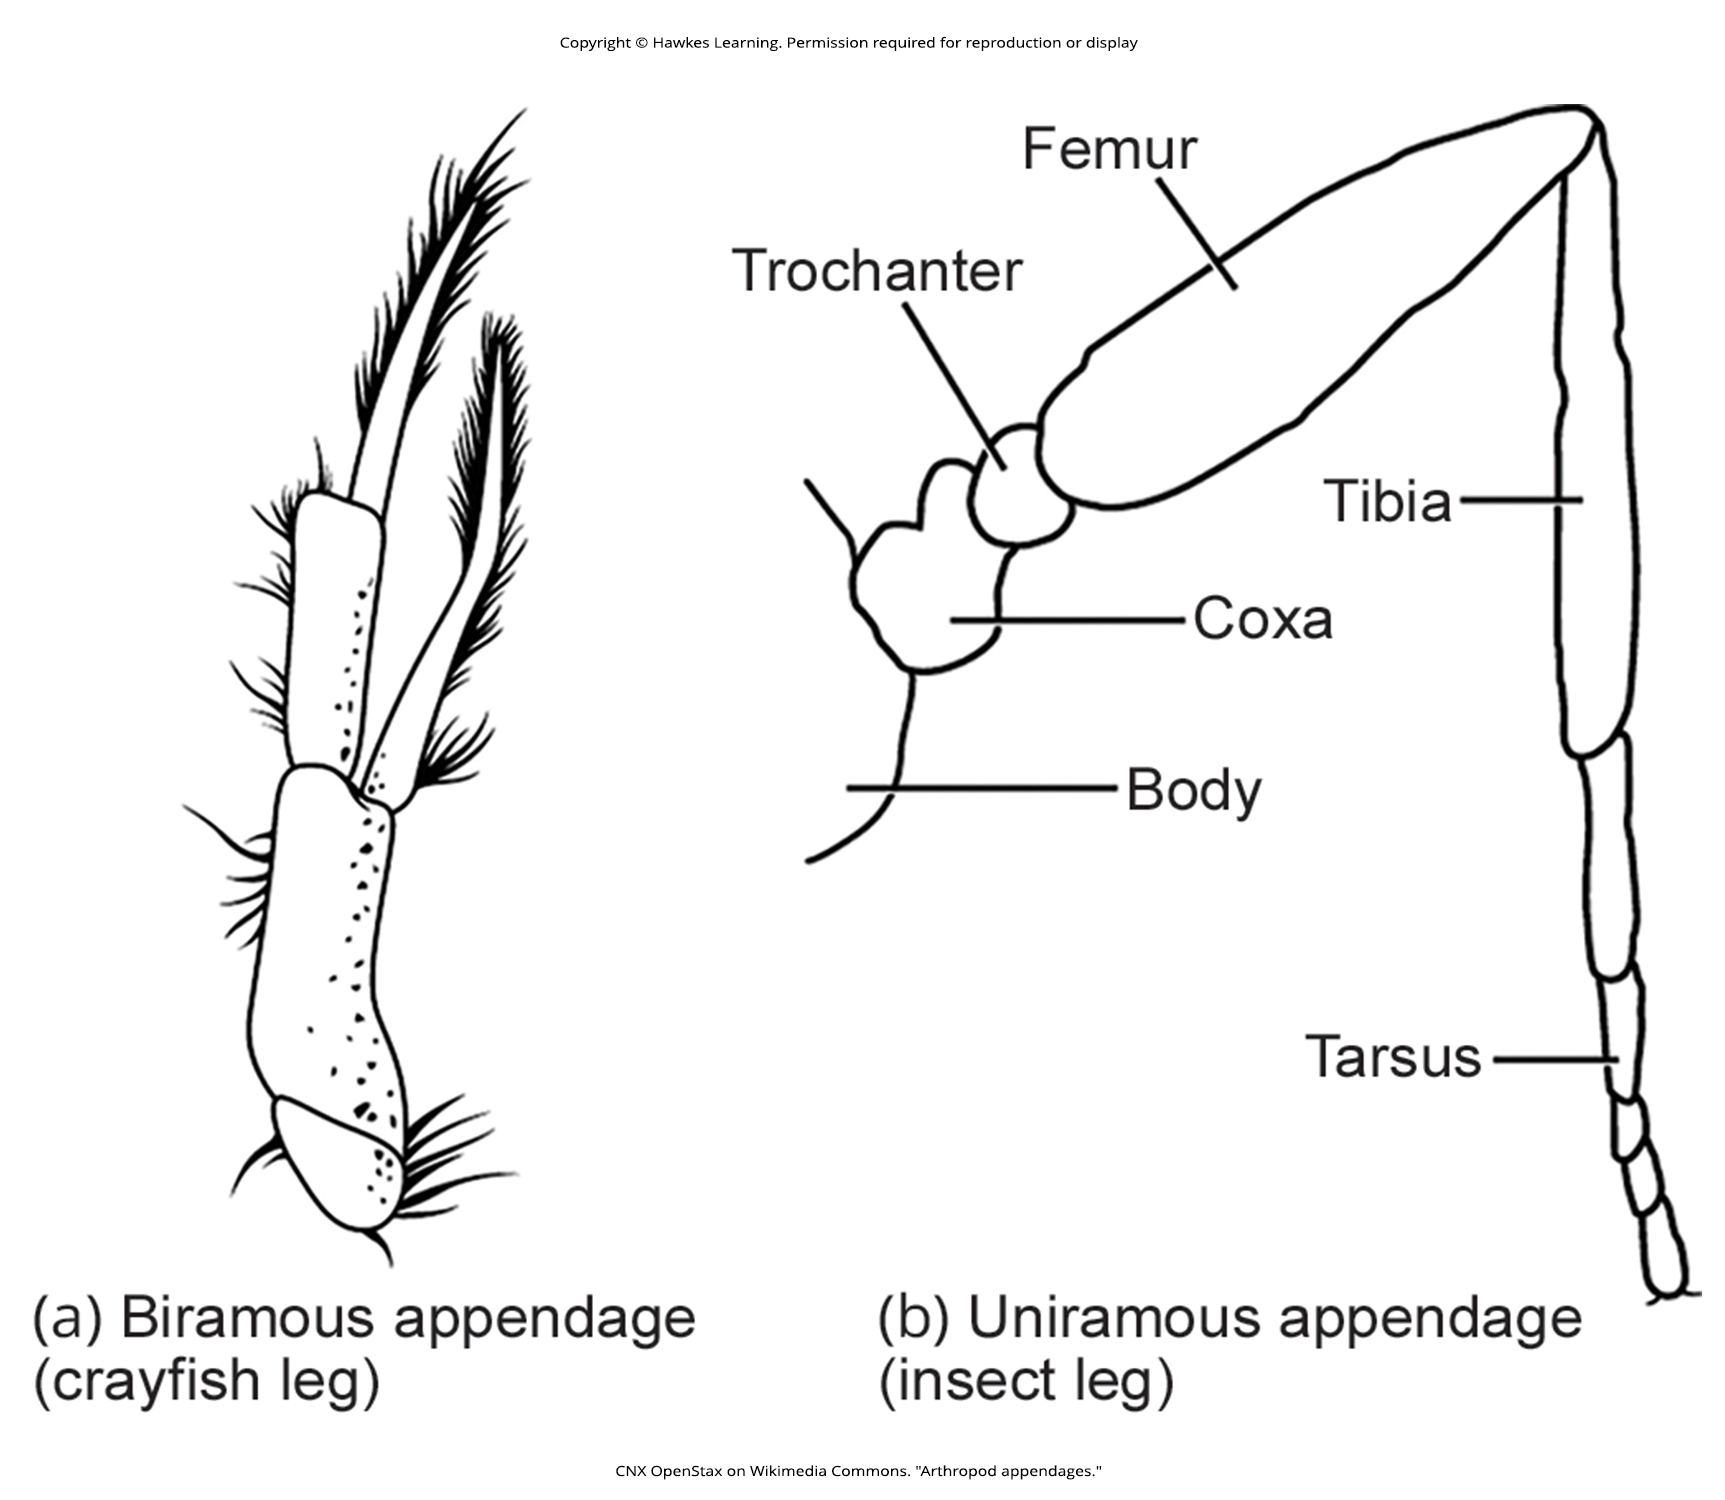 Copyright © Hawkes Learning. Permission required for reproduction or display
Femur
Trochanter
Tibia
Coxa
Body
Tarsus
(a) Biramous appendage
(crayfish leg)
(b) Uniramous appendage
(insect leg)
CNX OpenStax on Wikimedia Commons. "Arthropod appendages."